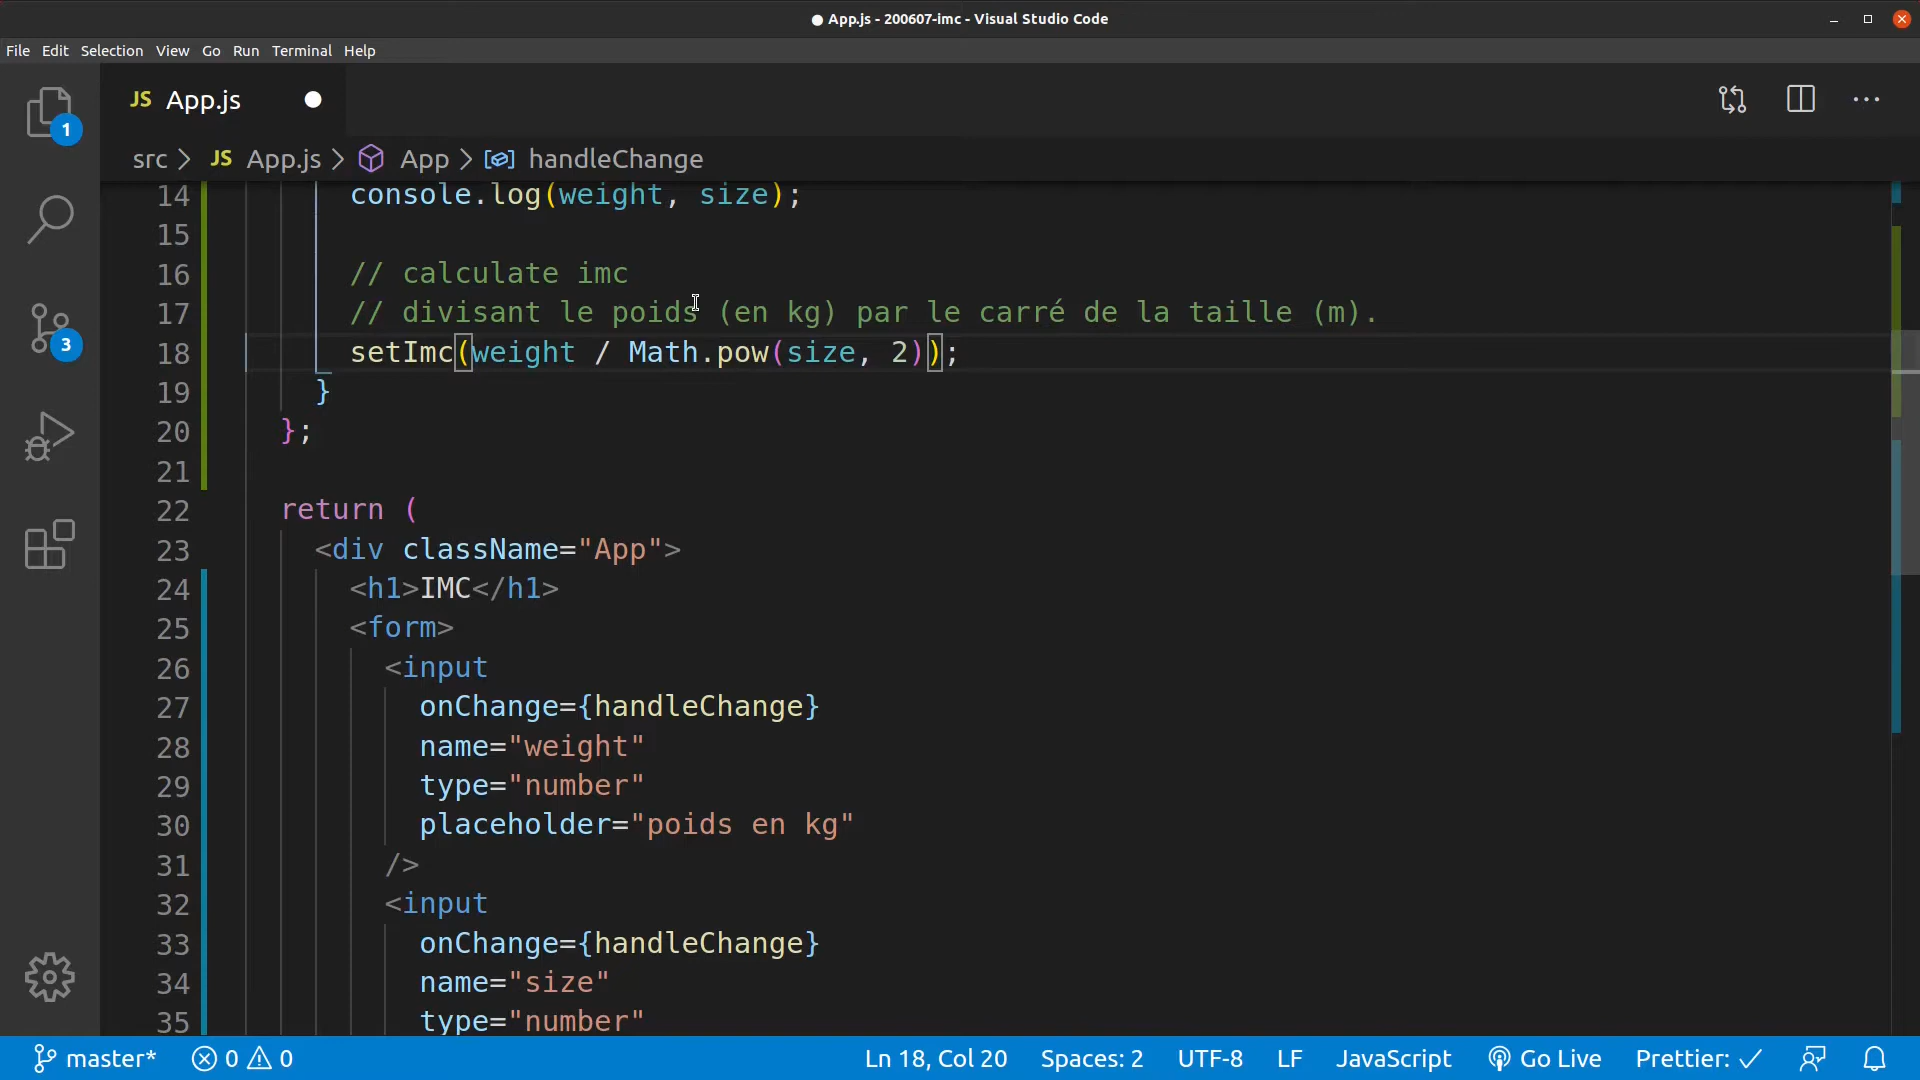 ● App.js - 200607-imc - Visual Studio Code
File Edit Selection View Go Run Terminal Help
JS App.js ●
src > JS App.js > App > handleChange
14 console.log(weight, size);
15
16 // calculate imc
17 // divisant le poids (en kg) par le carré de la taille (m).
18 setImc(weight / Math.pow(size, 2));
19 }
20 };
21
22 return (
23 <div className="App">
24 <h1>IMC</h1>
25 <form>
26 <input
27 onChange={handleChange}
28 name="weight"
29 type="number"
30 placeholder="poids en kg"
31 />
32 <input
33 onChange={handleChange}
34 name="size"
35 type="number"
1
3
master* 0 0 Ln 18, Col 20 Spaces: 2 UTF-8 LF JavaScript Go Live Prettier: ✓